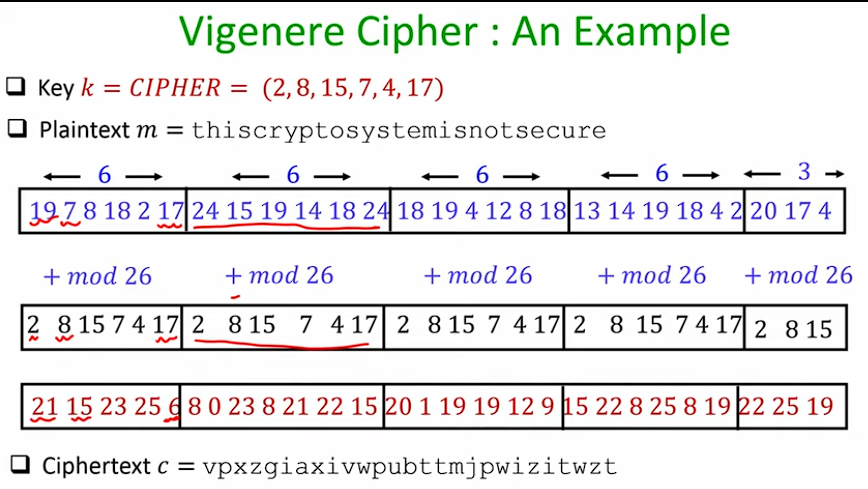 Vigenere Cipher : An Example
❑ Key k = CIPHER = (2, 8, 15, 7, 4, 17)
❑ Plaintext m = thiscryptosystemisnotsecure
6 6 6 6 3
19 7 8 18 2 17 24 15 19 14 18 24 18 19 4 12 8 18 13 14 19 18 4 2 20 17 4
+ mod 26 + mod 26 + mod 26 + mod 26 + mod 26
2 8 15 7 4 17 2 8 15 7 4 17 2 8 15 7 4 17 2 8 15 7 4 17 2 8 15
21 15 23 25 6 8 0 23 8 21 22 15 20 1 19 19 12 9 15 22 8 25 8 19 22 25 19
❑ Ciphertext c = vpxzgiaxivwpubttmjpwizitwzt